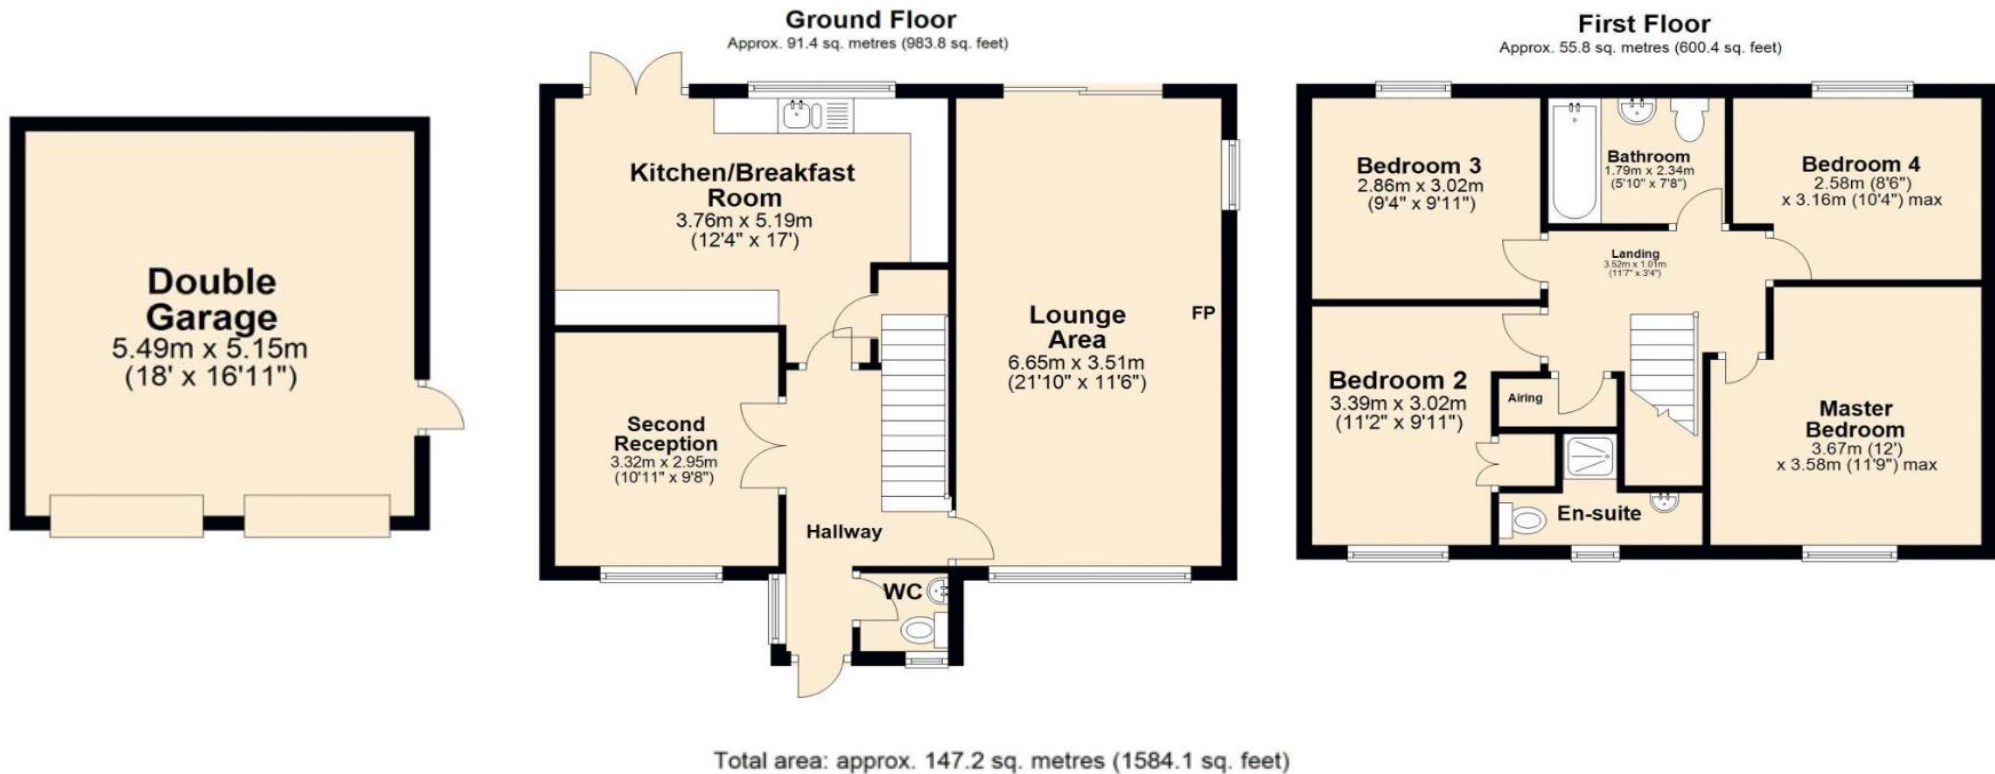 Ground Floor
Approx. 91.4 sq. metres (983.8 sq. feet)
First Floor
Approx. 55.8 sq. metres (600.4 sq. feet)
Double
Garage
5.49m x 5.15m
(18' x 16'11")
Kitchen/Breakfast
Room
3.76m x 5.19m
(12'4" x 17')
Lounge
Area
6.65m x 3.51m
(21'10" x 11'6")
FP
Second
Reception
3.32m x 2.95m
(10'11" x 9'8")
Hallway
WC
Bedroom 3
2.86m x 3.02m
(9'4" x 9'11")
Bathroom
1.79m x 2.34m
(5'10" x 7'8")
Bedroom 4
2.58m (8'6")
x 3.16m (10'4") max
Landing
3.52m x 1.01m
(11'7" x 3'4")
Bedroom 2
3.39m x 3.02m
(11'2" x 9'11")
Airing
Master
Bedroom
3.67m (12')
x 3.58m (11'9") max
En-suite
Total area: approx. 147.2 sq. metres (1584.1 sq. feet)